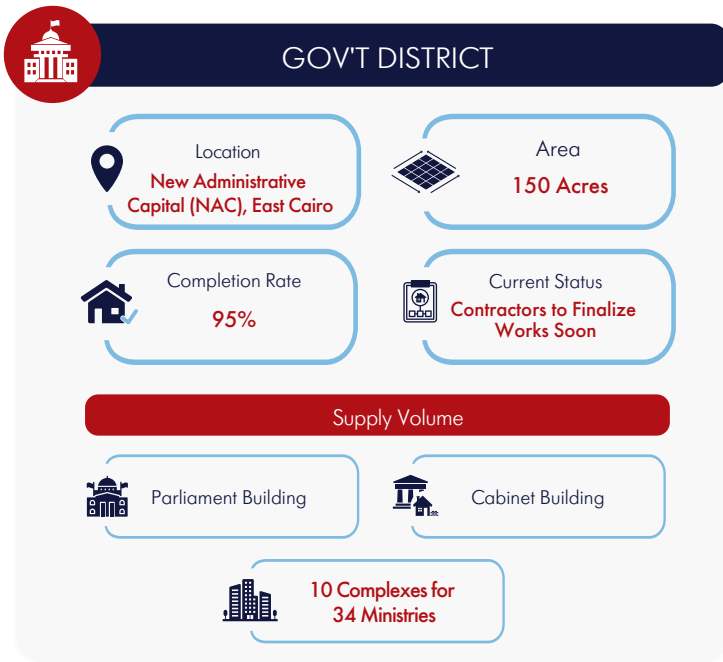 GOV'T DISTRICT
Location
New Administrative
Capital (NAC), East Cairo
Area
150 Acres
Completion Rate
95%
Current Status
Contractors to Finalize
Works Soon
Supply Volume
Parliament Building
Cabinet Building
10 Complexes for
34 Ministries